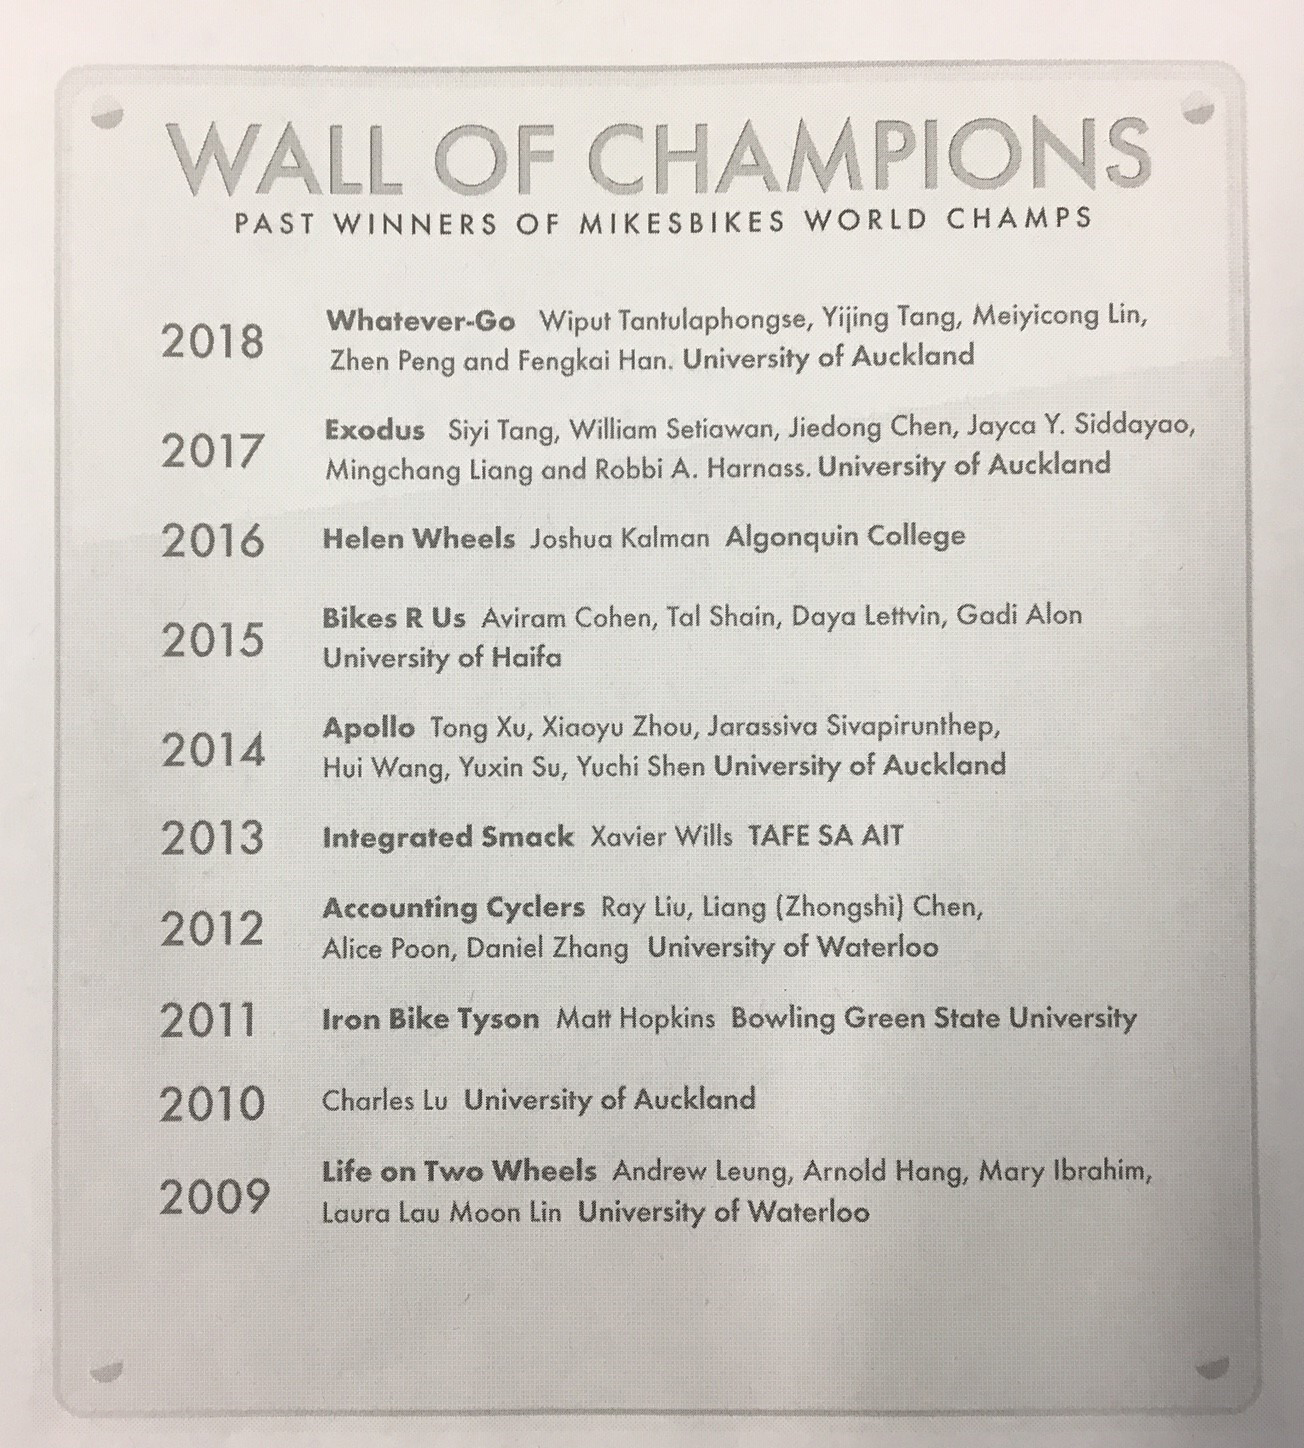 WALL OF CHAMPIONS
PAST WINNERS OF MIKESBIKES WORLD CHAMPS
2018 Whatever-Go Wiput Tantulaphongse, Yijing Tang, Meiyicong Lin,
Zhen Peng and Fengkai Han. University of Auckland
2017 Exodus Siyi Tang, William Setiawan, Jiedong Chen, Jayca Y. Siddayao,
Mingchang Liang and Robbi A. Harnass. University of Auckland
2016 Helen Wheels Joshua Kalman Algonquin College
2015 Bikes R Us Aviram Cohen, Tal Shain, Daya Lettvin, Gadi Alon
University of Haifa
2014 Apollo Tong Xu, Xiaoyu Zhou, Jarassiva Sivapirunthep,
Hui Wang, Yuxin Su, Yuchi Shen University of Auckland
2013 Integrated Smack Xavier Wills TAFE SA AIT
2012 Accounting Cyclers Ray Liu, Liang (Zhongshi) Chen,
Alice Poon, Daniel Zhang University of Waterloo
2011 Iron Bike Tyson Matt Hopkins Bowling Green State University
2010 Charles Lu University of Auckland
2009 Life on Two Wheels Andrew Leung, Arnold Hang, Mary Ibrahim,
Laura Lau Moon Lin University of Waterloo